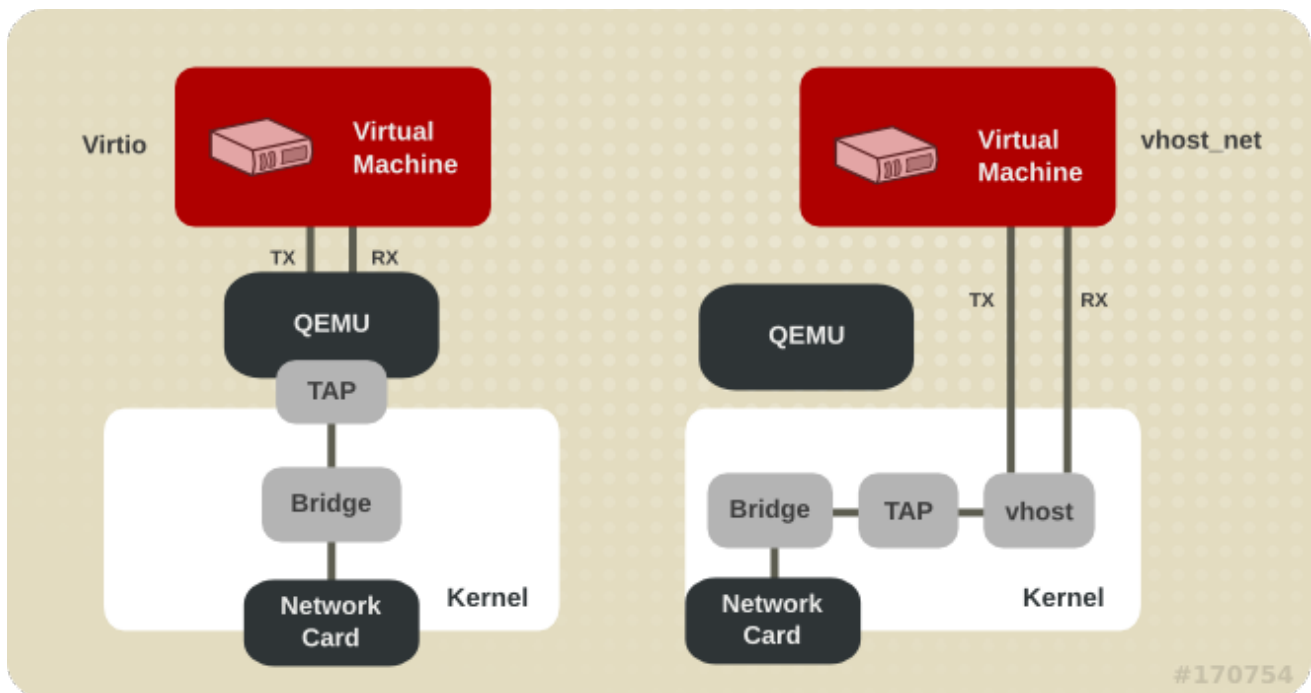 Virtio
Virtual
Machine
TX
RX
QEMU
TAP
Bridge
Network
Card
Kernel
Virtual
Machine
vhost_net
QEMU
TX
RX
Bridge
TAP
vhost
Network
Card
Kernel
#170754